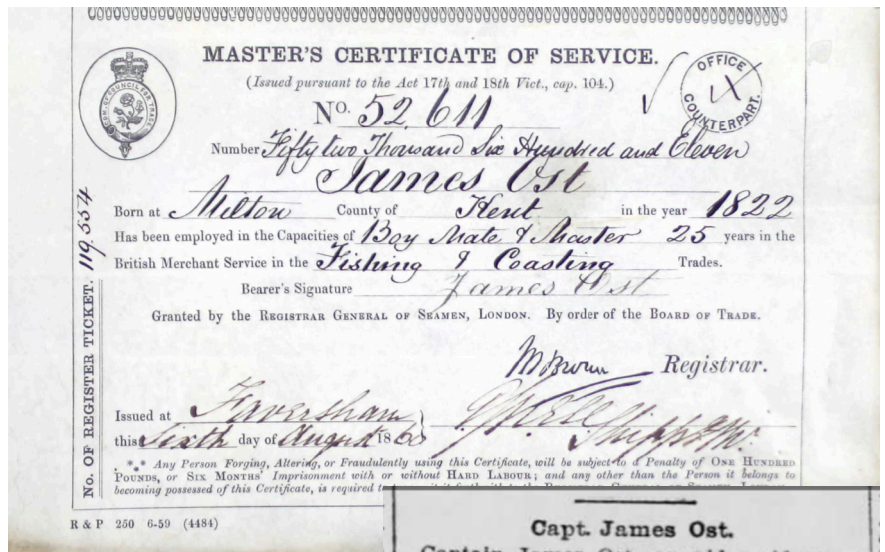 MASTER'S CERTIFICATE OF SERVICE.
(Issued pursuant to the Act 17th and 18th Vict., cap. 104.)
OFFICE
COUNTERPART.
No. 52,611
Number Fifty two Thousand Six Hundred and Eleven
James Ost
Born at Milton County of Kent in the year 1822
Has been employed in the Capacities of Boy Mate & Master 25 years in the
British Merchant Service in the Fishing & Coasting Trades.
Bearer's Signature James Ost
Granted by the REGISTRAR GENERAL OF SEAMEN, LONDON. By order of the BOARD OF TRADE.
Registrar.
Issued at Faversham
this Sixth day of August 186
*** Any Person Forging, Altering, or Fraudulently using this Certificate, will be subject to a Penalty of ONE HUNDRED
POUNDS, or SIX MONTHS' Imprisonment with or without HARD LABOUR; and any other than the Person it belongs to
becoming possessed of this Certificate, is required
R & P 250 6-59 (4484)
No. OF REGISTER TICKET. 119.554
Capt. James Ost.